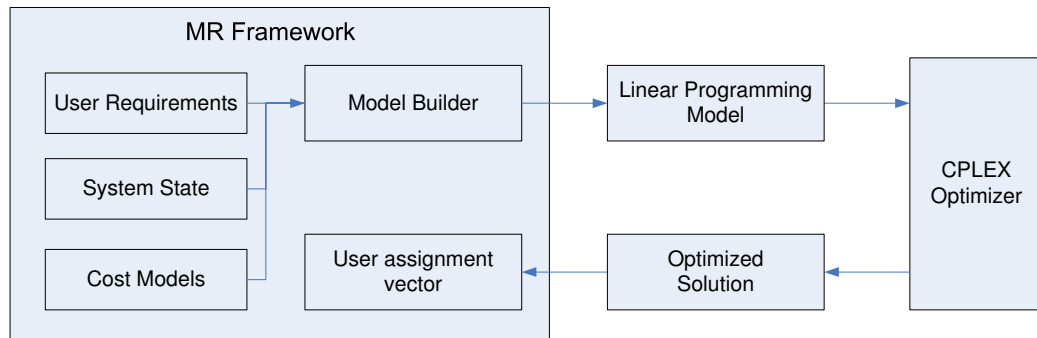 MR Framework
User Requirements
System State
Cost Models
Model Builder
User assignment
vector
Linear Programming
Model
Optimized
Solution
CPLEX
Optimizer